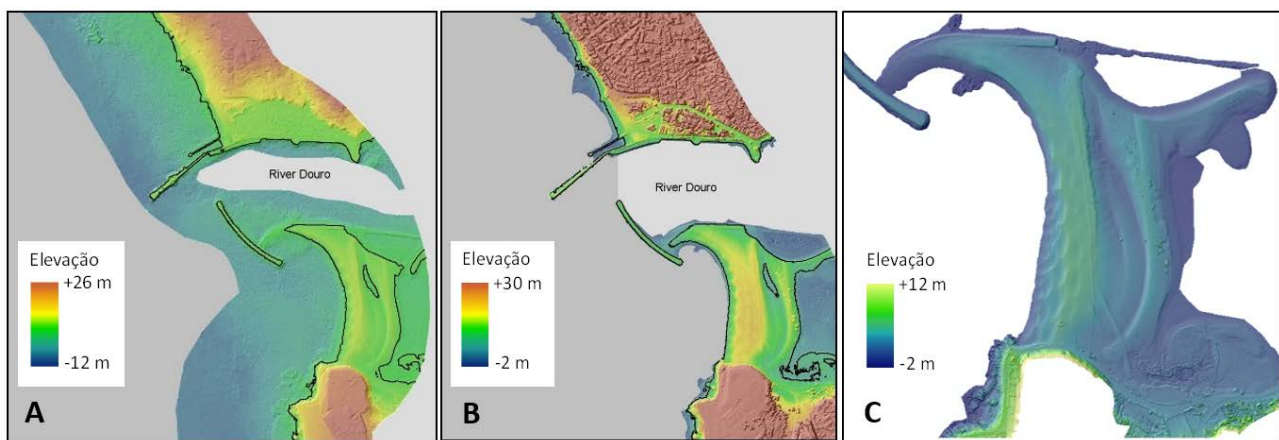 River Douro
Elevação
+26 m
-12 m
A
River Douro
Elevação
+30 m
-2 m
B
Elevação
+12 m
-2 m
C